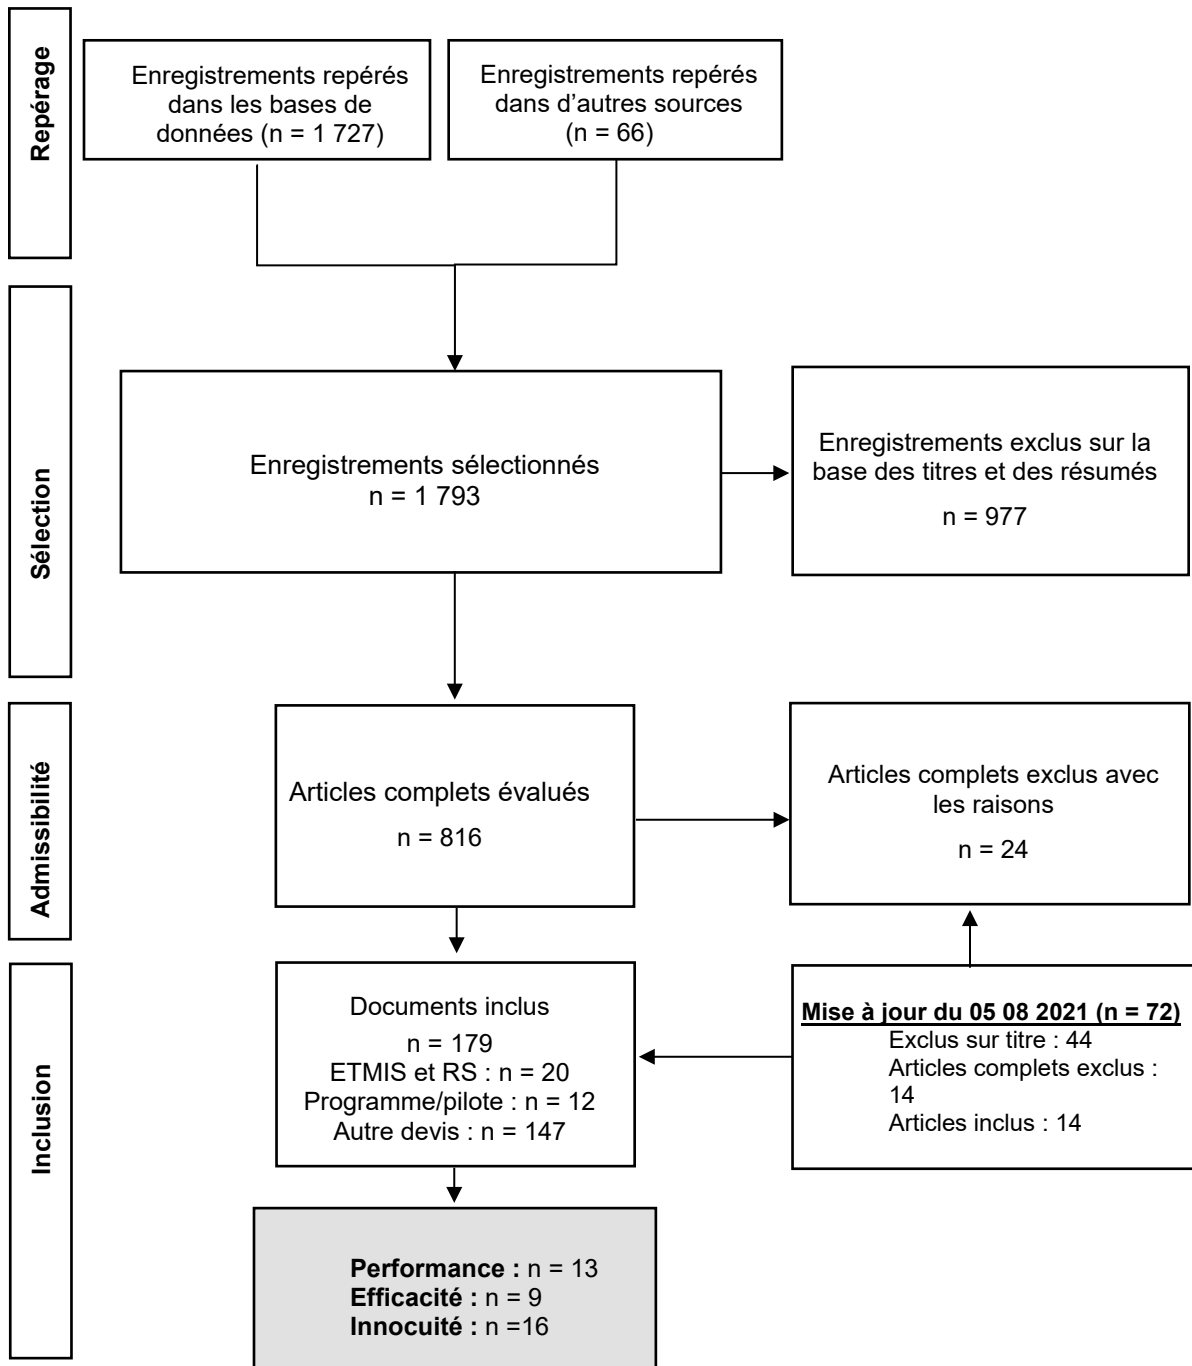 Repérage
Enregistrements repérés
dans les bases de
données (n = 1 727)
Enregistrements repérés
dans d'autres sources
(n = 66)
Sélection
Enregistrements sélectionnés
n = 1 793
Enregistrements exclus sur la
base des titres et des résumés
n = 977
Admissibilité
Articles complets évalués
n = 816
Articles complets exclus avec
les raisons
n = 24
Inclusion
Documents inclus
n = 179
ETMIS et RS : n = 20
Programme/pilote : n = 12
Autre devis : n = 147
Mise à jour du 05 08 2021 (n = 72)
Exclus sur titre : 44
Articles complets exclus :
14
Articles inclus : 14
Performance : n = 13
Efficacité : n = 9
Innocuité : n =16